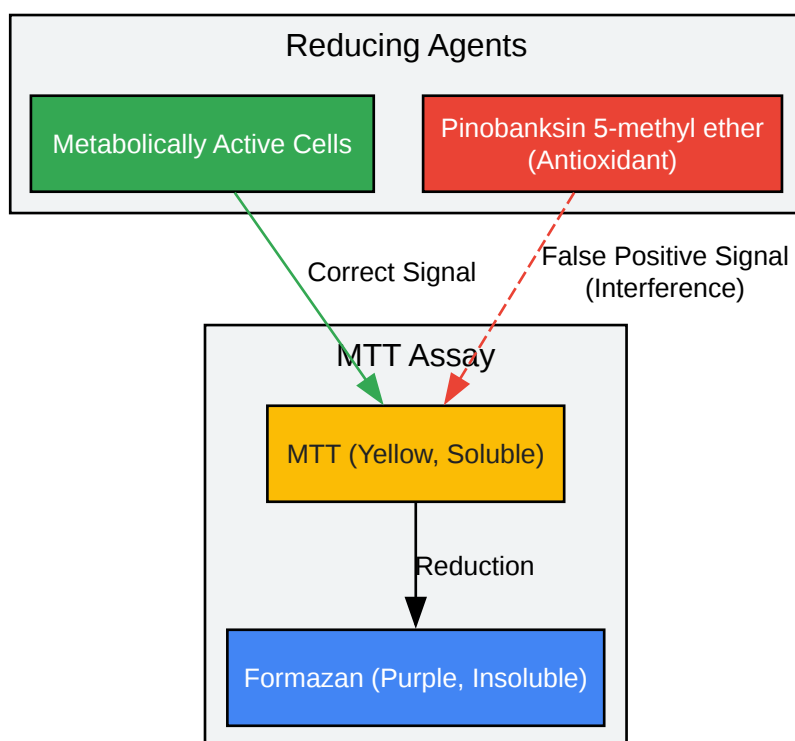 Reducing Agents
Metabolically Active Cells
Pinobanksin 5-methyl ether
(Antioxidant)
Correct Signal
False Positive Signal
(Interference)
MTT Assay
MTT (Yellow, Soluble)
Reduction
Formazan (Purple, Insoluble)